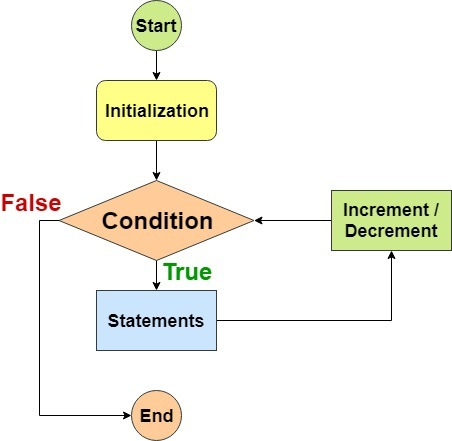 Start
Initialization
False
Condition
Increment /
Decrement
True
Statements
End